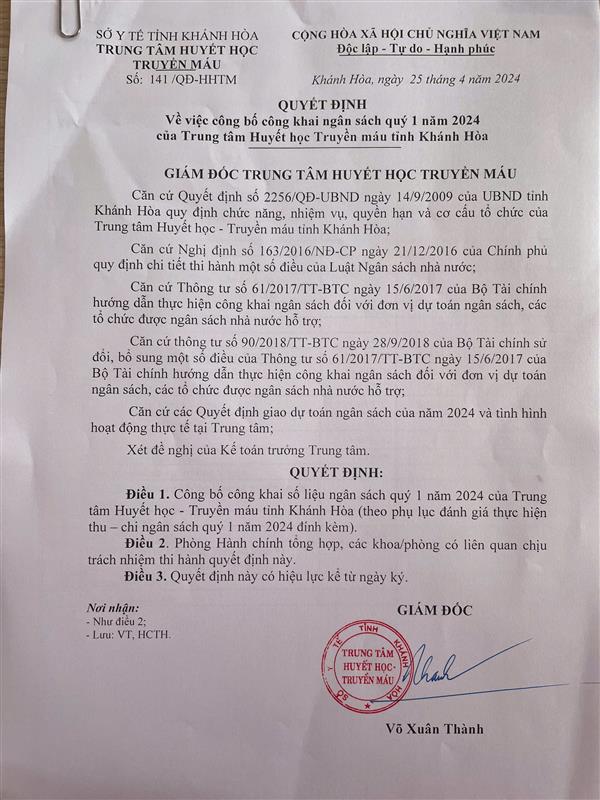 SỞ Y TẾ TỈNH KHÁNH HÒA
TRUNG TÂM HUYẾT HỌC
TRUYỀN MÁU
Số: 141 /QĐ-HHTM
CỘNG HÒA XÃ HỘI CHỦ NGHĨA VIỆT NAM
Độc lập - Tự do - Hạnh phúc
Khánh Hòa, ngày 25 tháng 4 năm 2024
QUYẾT ĐỊNH
Về việc công bố công khai ngân sách quý 1 năm 2024
của Trung tâm Huyết học Truyền máu tỉnh Khánh Hòa
GIÁM ĐỐC TRUNG TÂM HUYẾT HỌC TRUYỀN MÁU
Căn cứ Quyết định số 2256/QĐ-UBND ngày 14/9/2009 của UBND tỉnh
Khánh Hòa quy định chức năng, nhiệm vụ, quyền hạn và cơ cấu tổ chức của
Trung tâm Huyết học - Truyền máu tỉnh Khánh Hòa;
Căn cứ Nghị định số 163/2016/NĐ-CP ngày 21/12/2016 của Chính phủ
quy định chi tiết thi hành một số điều của Luật Ngân sách nhà nước;
Căn cứ Thông tư số 61/2017/TT-BTC ngày 15/6/2017 của Bộ Tài chính
hướng dẫn thực hiện công khai ngân sách đối với đơn vị dự toán ngân sách, các
tổ chức được ngân sách nhà nước hỗ trợ;
Căn cứ thông tư số 90/2018/TT-BTC ngày 28/9/2018 của Bộ Tài chính sử
đổi, bổ sung một số điều của Thông tư số 61/2017/TT-BTC ngày 15/6/2017 của
Bộ Tài chính hướng dẫn thực hiện công khai ngân sách đối với đơn vị dự toán
ngân sách, các tổ chức được ngân sách nhà nước hỗ trợ;
Căn cứ các Quyết định giao dự toán ngân sách của năm 2024 và tình hình
hoạt động thực tế tại Trung tâm;
Xét đề nghị của Kế toán trưởng Trung tâm.
QUYẾT ĐỊNH:
Điều 1. Công bố công khai số liệu ngân sách quý 1 năm 2024 của Trung
tâm Huyết học - Truyền máu tỉnh Khánh Hòa (theo phụ lục đánh giá thực hiện
thu – chi ngân sách quý 1 năm 2024 đính kèm).
Điều 2. Phòng Hành chính tổng hợp, các khoa/phòng có liên quan chịu
trách nhiệm thi hành quyết định này.
Điều 3. Quyết định này có hiệu lực kể từ ngày ký.
Nơi nhận:
- Như điều 2;
- Lưu: VT, HCTH.
GIÁM ĐỐC
SỞ Y TẾ TỈNH KHÁNH HÒA
TRUNG TÂM
HUYẾT HỌC-
TRUYỀN MÁU
Thanh
Võ Xuân Thành